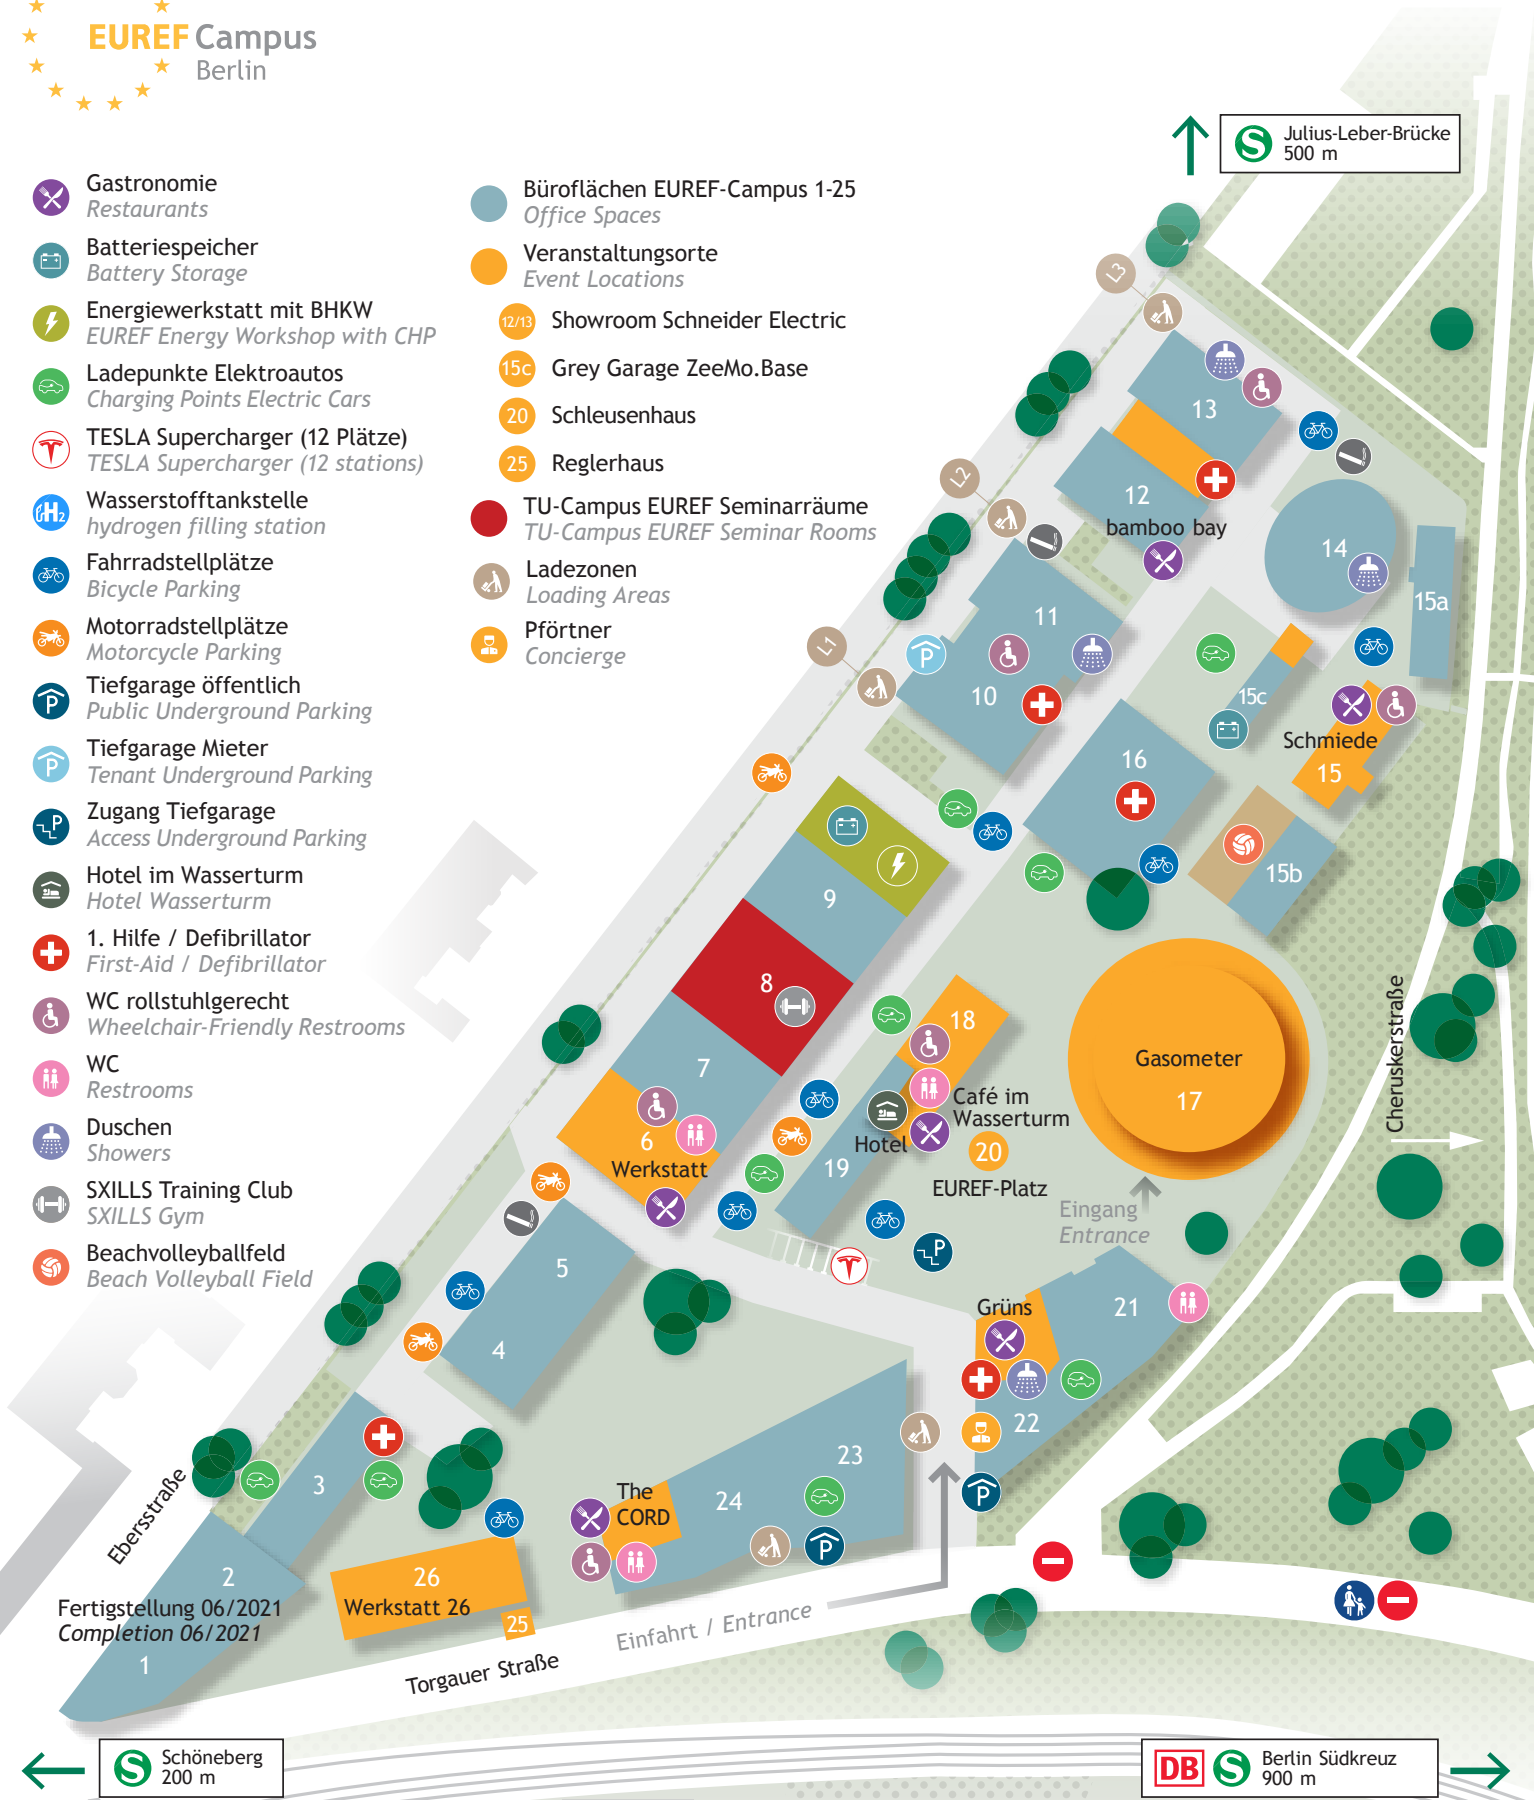 EUREF Campus
Berlin
Julius-Leber-Brücke
500 m
Gastronomie
Restaurants
Batteriespeicher
Battery Storage
Energiewerkstatt mit BHKW
EUREF Energy Workshop with CHP
Ladepunkte Elektroautos
Charging Points Electric Cars
TESLA Supercharger (12 Plätze)
TESLA Supercharger (12 stations)
H2
Wasserstofftankstelle
hydrogen filling station
Fahrradstellplätze
Bicycle Parking
Motorradstellplätze
Motorcycle Parking
P
Tiefgarage öffentlich
Public Underground Parking
P
Tiefgarage Mieter
Tenant Underground Parking
P
Zugang Tiefgarage
Access Underground Parking
Hotel im Wasserturm
Hotel Wasserturm
1. Hilfe / Defibrillator
First-Aid / Defibrillator
WC rollstuhlgerecht
Wheelchair-Friendly Restrooms
WC
Restrooms
Duschen
Showers
SXILLS Training Club
SXILLS Gym
Beachvolleyballfeld
Beach Volleyball Field
Büroflächen EUREF-Campus 1-25
Office Spaces
Veranstaltungsorte
Event Locations
12/13 Showroom Schneider Electric
15c Grey Garage ZeeMo.Base
20 Schleusenhaus
25 Reglerhaus
TU-Campus EUREF Seminarräume
TU-Campus EUREF Seminar Rooms
Ladezonen
Loading Areas
Pförtner
Concierge
L3
13
L2
12
bamboo bay
14
15a
11
L1
P
10
15c
Schmiede
15
16
15b
9
8
7
18
Gasometer
17
Cheruskerstraße
6
Werkstatt
Café im
Wasserturm
Hotel
20
19
EUREF-Platz
Eingang
Entrance
P
5
4
Grüns
21
22
23
P
3
The
CORD
24
P
Ebersstraße
2
Fertigstellung 06/2021
Completion 06/2021
1
26
Werkstatt 26
25
Einfahrt / Entrance
Torgauer Straße
S
Schöneberg
200 m
DB
S
Berlin Südkreuz
900 m